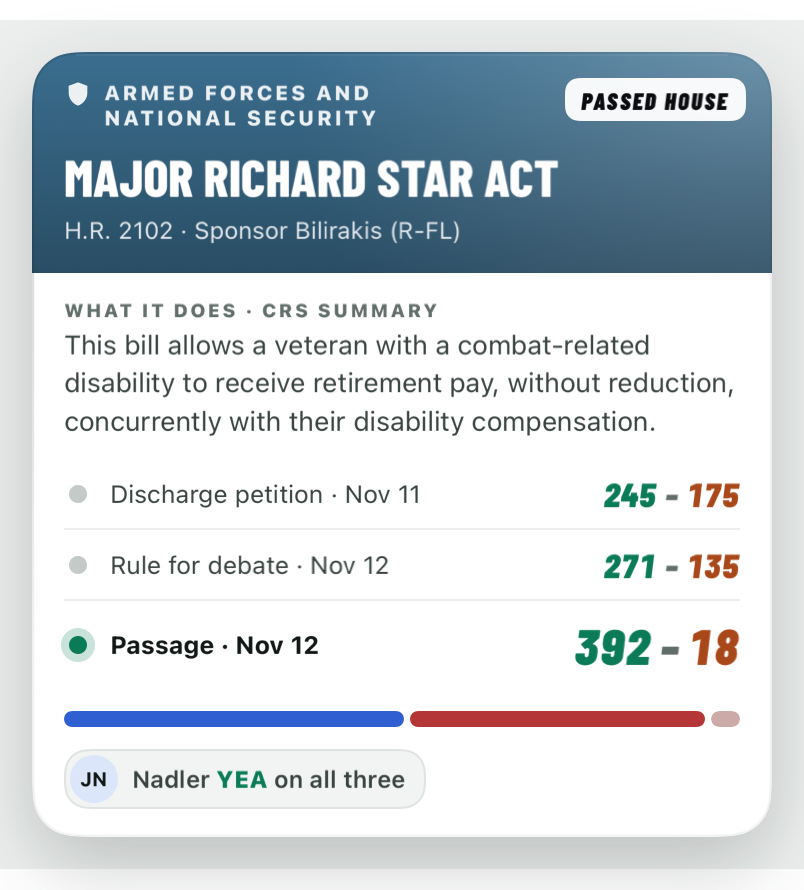 ARMED FORCES AND
NATIONAL SECURITY
PASSED HOUSE
MAJOR RICHARD STAR ACT
H.R. 2102 · Sponsor Bilirakis (R-FL)
WHAT IT DOES · CRS SUMMARY
This bill allows a veteran with a combat-related
disability to receive retirement pay, without reduction,
concurrently with their disability compensation.
Discharge petition · Nov 11 245 – 175
Rule for debate · Nov 12 271 – 135
Passage · Nov 12 392 – 18
JN Nadler YEA on all three